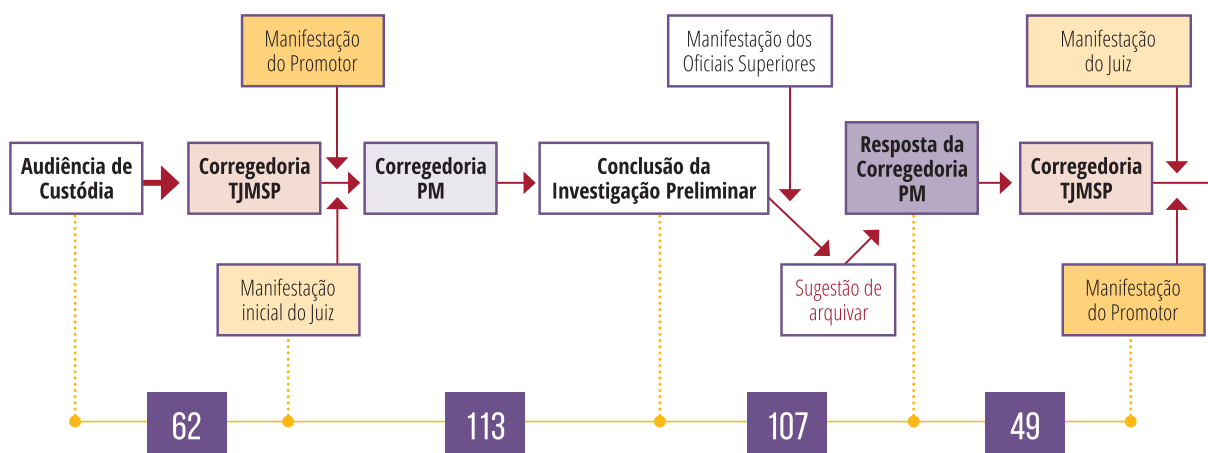 Manifestação
do Promotor
Manifestação dos
Oficiais Superiores
Manifestação
do Juiz
Audiência de
Custódia
Corregedoria
TJMSP
Corregedoria
PM
Conclusão da
Investigação Preliminar
Resposta da
Corregedoria
PM
Corregedoria
TJMSP
Manifestação
inicial do Juiz
Sugestão de
arquivar
Manifestação
do Promotor
62
113
107
49